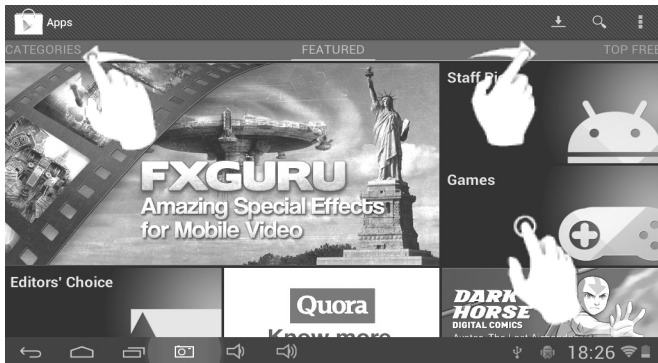 Apps
CATEGORIES
FEATURED
TOP FREE
Staff Pi
FXGURU
Amazing Special Effects
for Mobile Video
Games
Editors' Choice
Quora
Know more
DARK
HORSE
DIGITAL COMICS
18:26